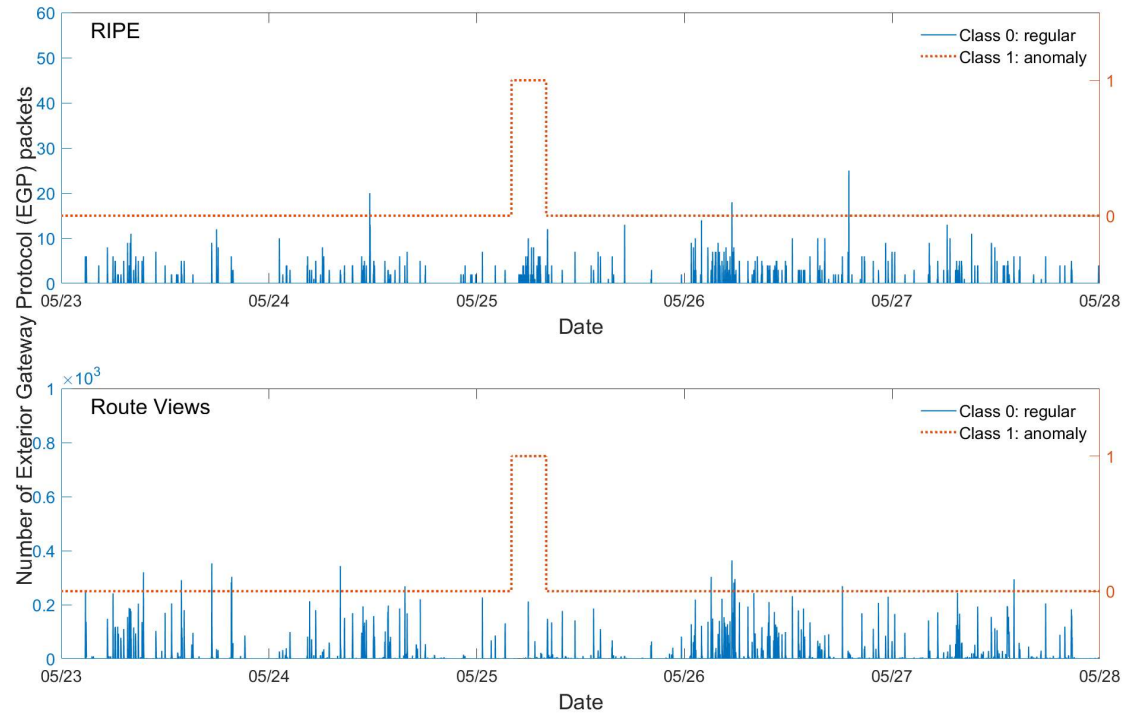 Number of Exterior Gateway Protocol (EGP) packets
RIPE
Class 0: regular
Class 1: anomaly
60
50
40
30
20
10
0
1
0
05/23 05/24 05/25 05/26 05/27 05/28
Date
×10³
Route Views
Class 0: regular
Class 1: anomaly
1
0.8
0.6
0.4
0.2
0
1
0
05/23 05/24 05/25 05/26 05/27 05/28
Date